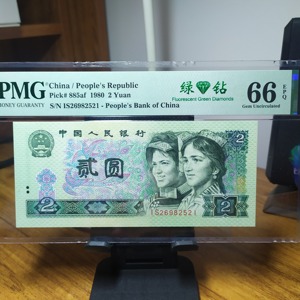 PMG
MONEY GUARANTY
China / People's Republic
Pick# 885af 1980 2 Yuan
S/N IS26982521 - People's Bank of China
绿 钻
Fluorescent Green Diamonds
66 EPQ
Gem Uncirculated
中国人民银行
2
贰圆
IS26982521
2